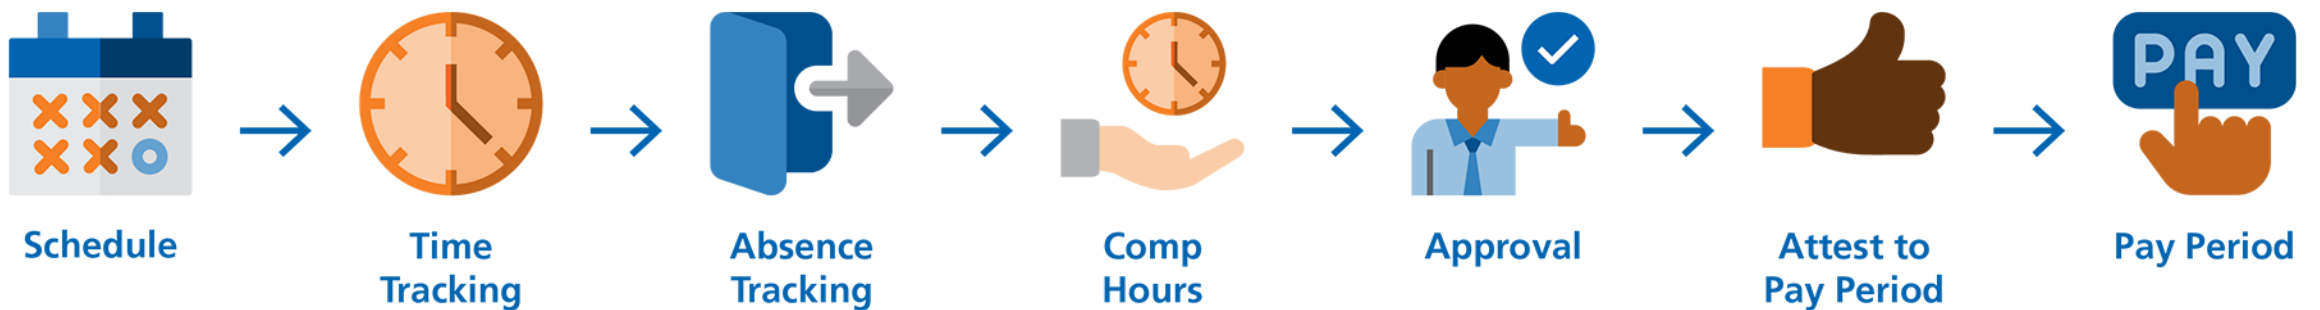 PAY
Schedule
Time
Tracking
Absence
Tracking
Comp
Hours
Approval
Attest to
Pay Period
Pay Period